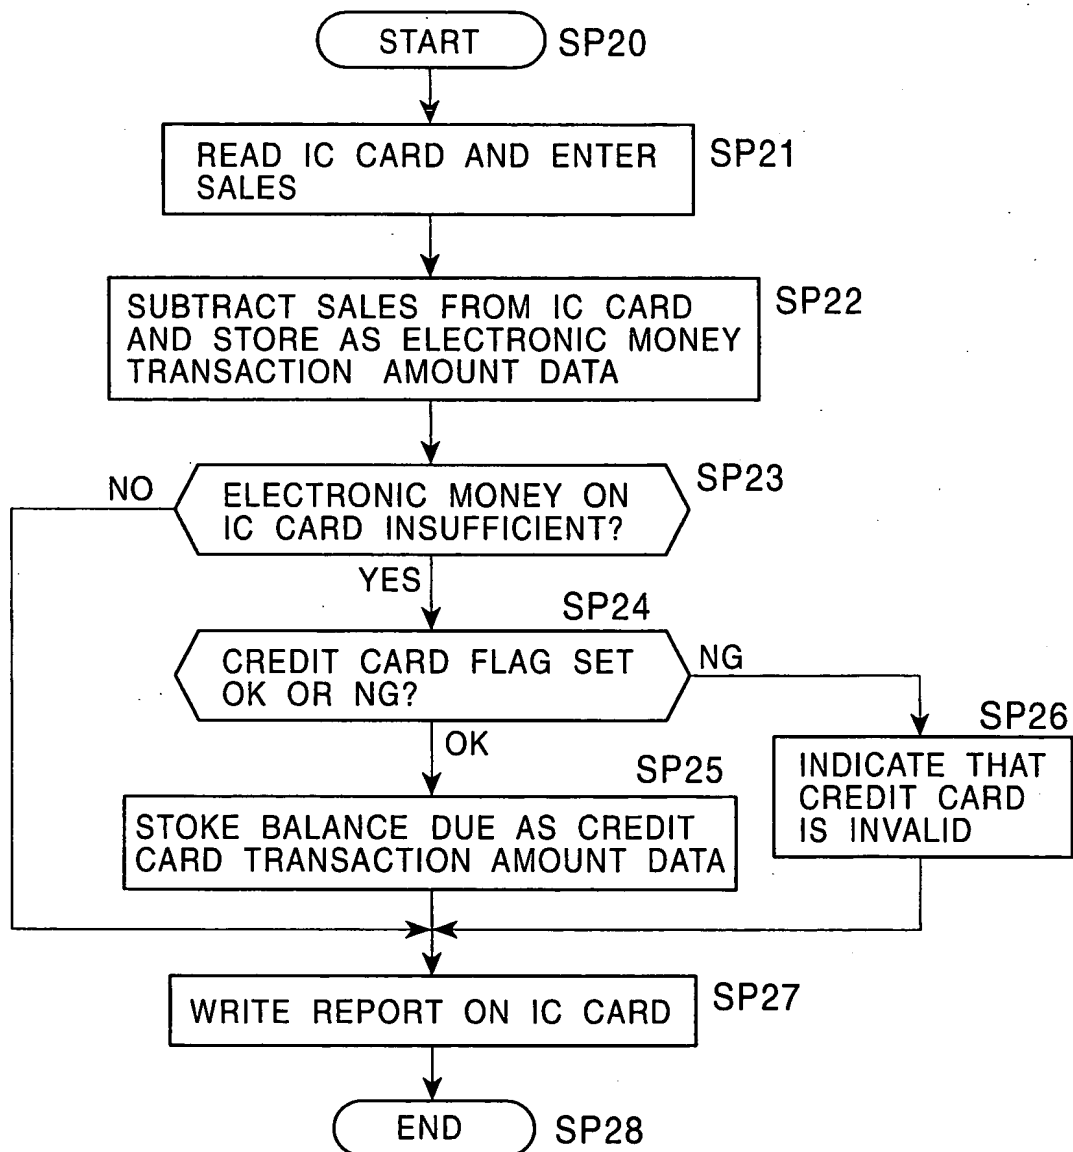 START
SP20
READ IC CARD AND ENTER
SALES
SP21
SUBTRACT SALES FROM IC CARD
AND STORE AS ELECTRONIC MONEY
TRANSACTION AMOUNT DATA
SP22
ELECTRONIC MONEY ON
IC CARD INSUFFICIENT?
SP23
NO
YES
SP24
CREDIT CARD FLAG SET
OK OR NG?
NG
OK
SP25
STOKE BALANCE DUE AS CREDIT
CARD TRANSACTION AMOUNT DATA
SP26
INDICATE THAT
CREDIT CARD
IS INVALID
WRITE REPORT ON IC CARD
SP27
END
SP28